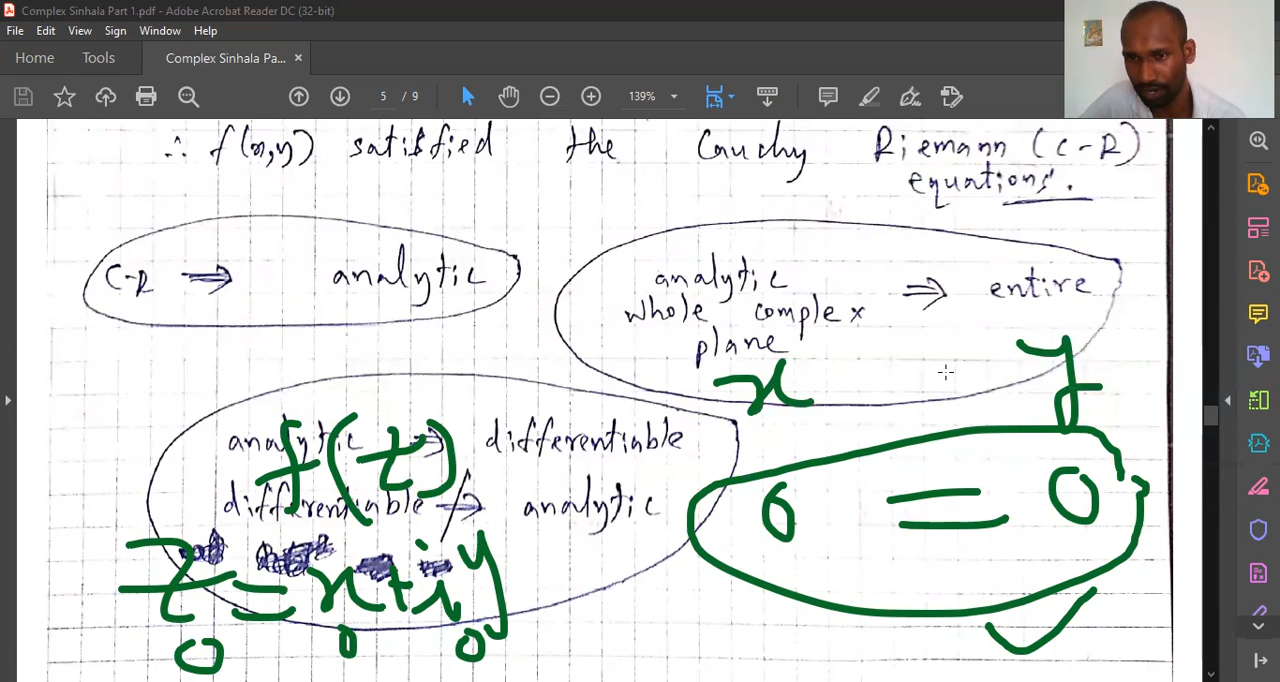 Complex Sinhala Part 1.pdf - Adobe Acrobat Reader DC (32-bit)
File Edit View Sign Window Help
Home Tools Complex Sinhala Pa... ×
5 / 9 139%
∴ f(x,y) satisfied the Cauchy Riemann (C-R)
equations.
C-R ⇒ analytic
analytic ⇒ entire
whole complex
plane
x y
analytic ⇒ differentiable
f(z)
differentiable ⇏ analytic
0 = 0
z = x+iy
0 0 0